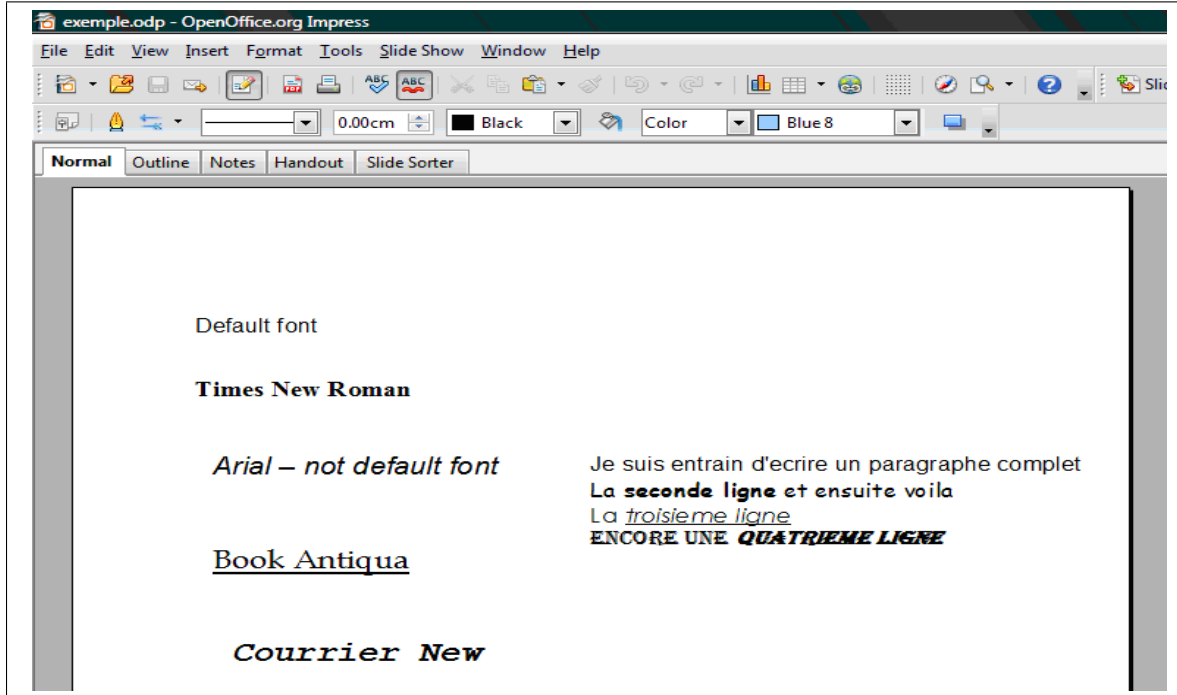 exemple.odp - OpenOffice.org Impress
File Edit View Insert Format Tools Slide Show Window Help
ABC ABC
0.00cm Black Color Blue 8
Normal Outline Notes Handout Slide Sorter
Default font
Times New Roman
Arial – not default font
Book Antiqua
Courrier New
Je suis entrain d'ecrire un paragraphe complet
La seconde ligne et ensuite voila
La troisieme ligne
ENCORE UNE QUATRIEME LIGNE